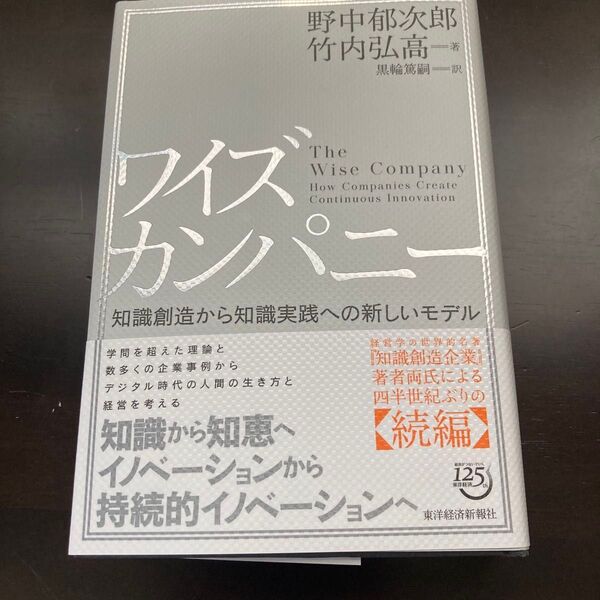 野中郁次郎
竹内弘高―著
黒輪篤嗣―訳
The
Wise Company
How Companies Create
Continuous Innovation
ワイズ
カンパニー
知識創造から知識実践への新しいモデル
学問を超えた理論と
数多くの企業事例から
デジタル時代の人間の生き方と
経営を考える
知識から知恵へ
イノベーションから
持続的イノベーションへ
経営学の世界的名著
『知識創造企業』
著者両氏による
四半世紀ぶりの
【続編】
125th
東洋経済
東洋経済新報社